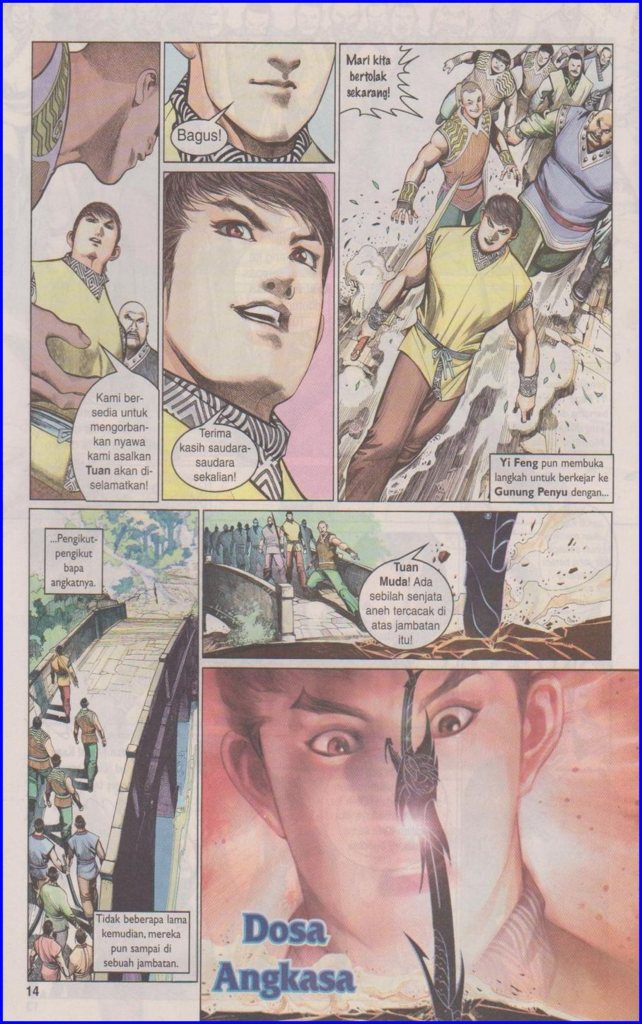 Kami ber-
sedia untuk
mengorban-
kan nyawa
kami asalkan
Tuan akan di-
selamatkan!
Bagus!
Terima
kasih saudara-
saudara
sekalian!
Mari kita
bertolak
sekarang!
Yi Feng pun membuka
langkah untuk berkejar ke
Gunung Penyu dengan...
...Pengikut-
pengikut
bapa
angkatnya.
Tidak beberapa lama
kemudian, mereka
pun sampai di
sebuah jambatan.
Tuan
Muda! Ada
sebilah senjata
aneh tercacak di
atas jambatan
itu!
Dosa
Angkasa
14